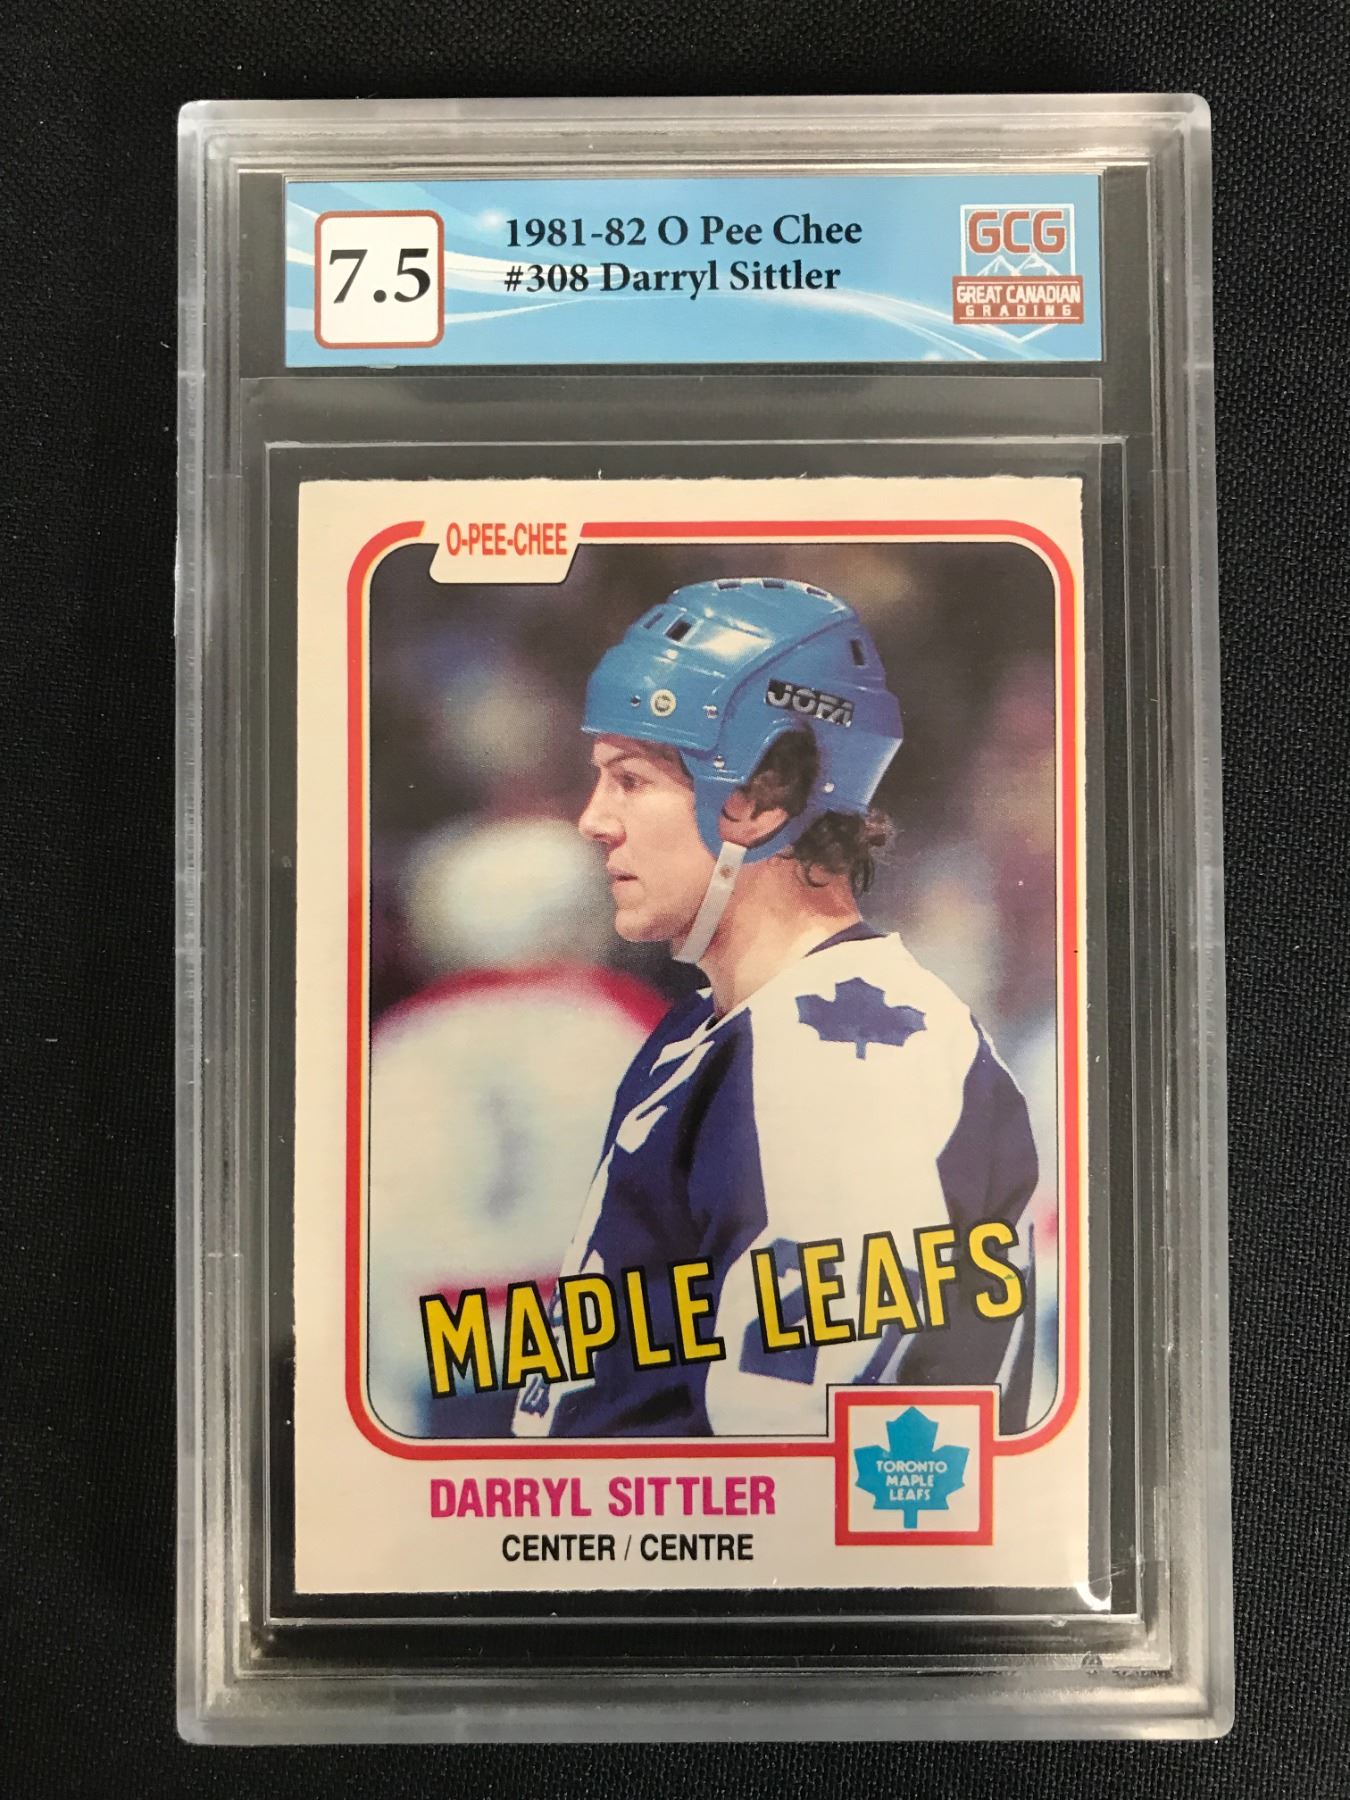 7.5
1981-82 O Pee Chee
#308 Darryl Sittler
GCG
GREAT CANADIAN
GRADING
O-PEE-CHEE
JOFA
MAPLE LEAFS
TORONTO
MAPLE
LEAFS
DARRYL SITTLER
CENTER / CENTRE